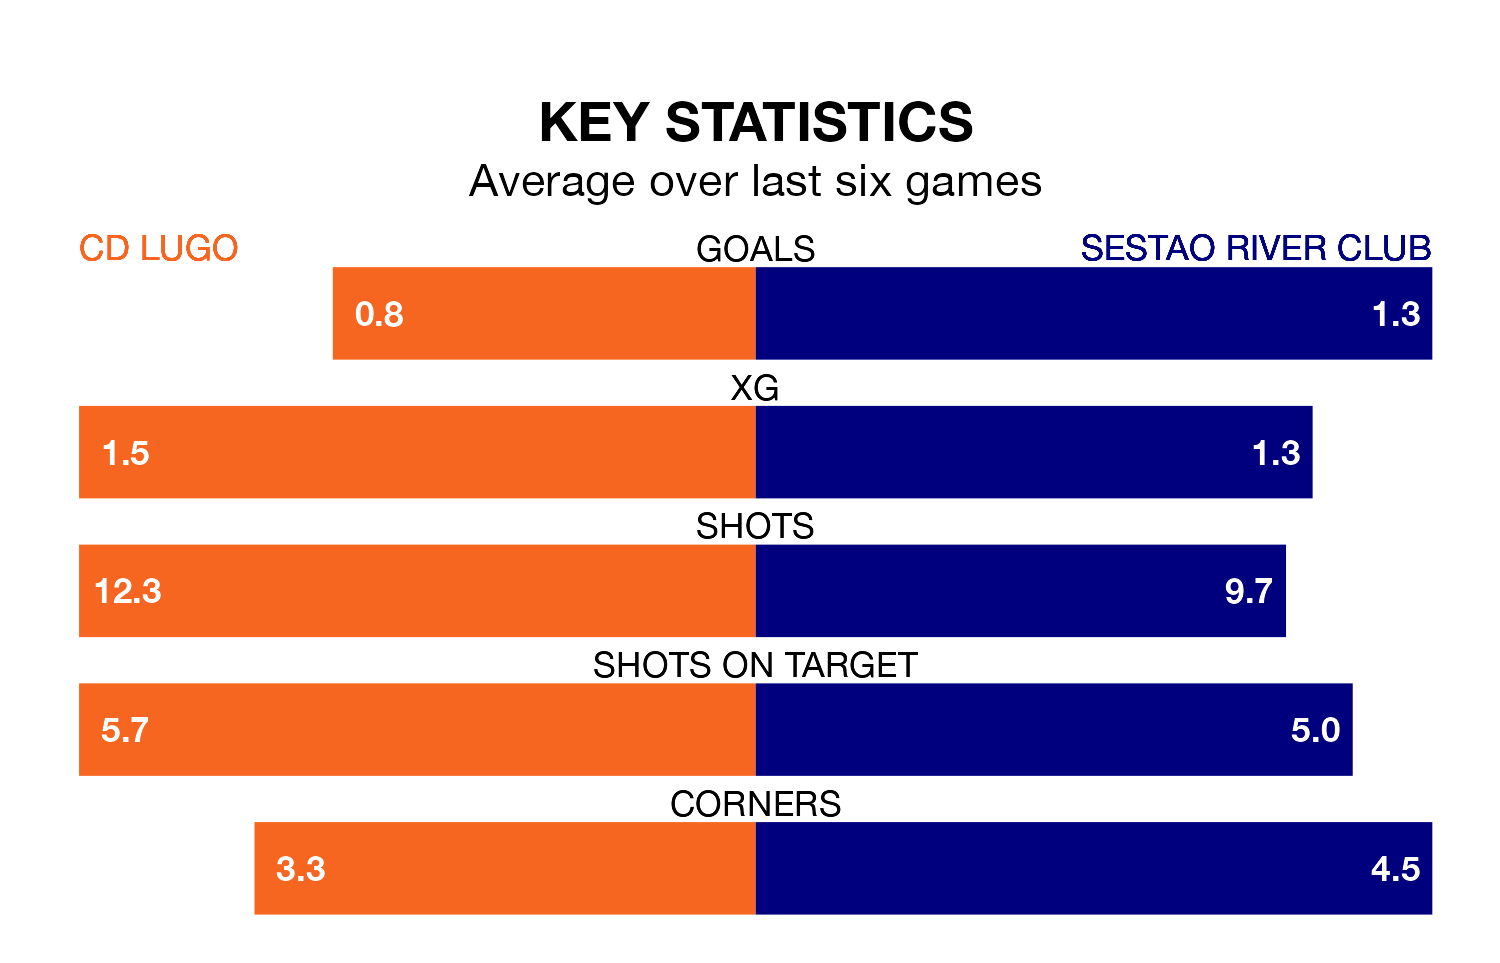 KEY STATISTICS
Average over last six games
CD LUGO GOALS SESTAO RIVER CLUB
0.8 1.3
XG
1.5 1.3
SHOTS
12.3 9.7
SHOTS ON TARGET
5.7 5.0
CORNERS
3.3 4.5